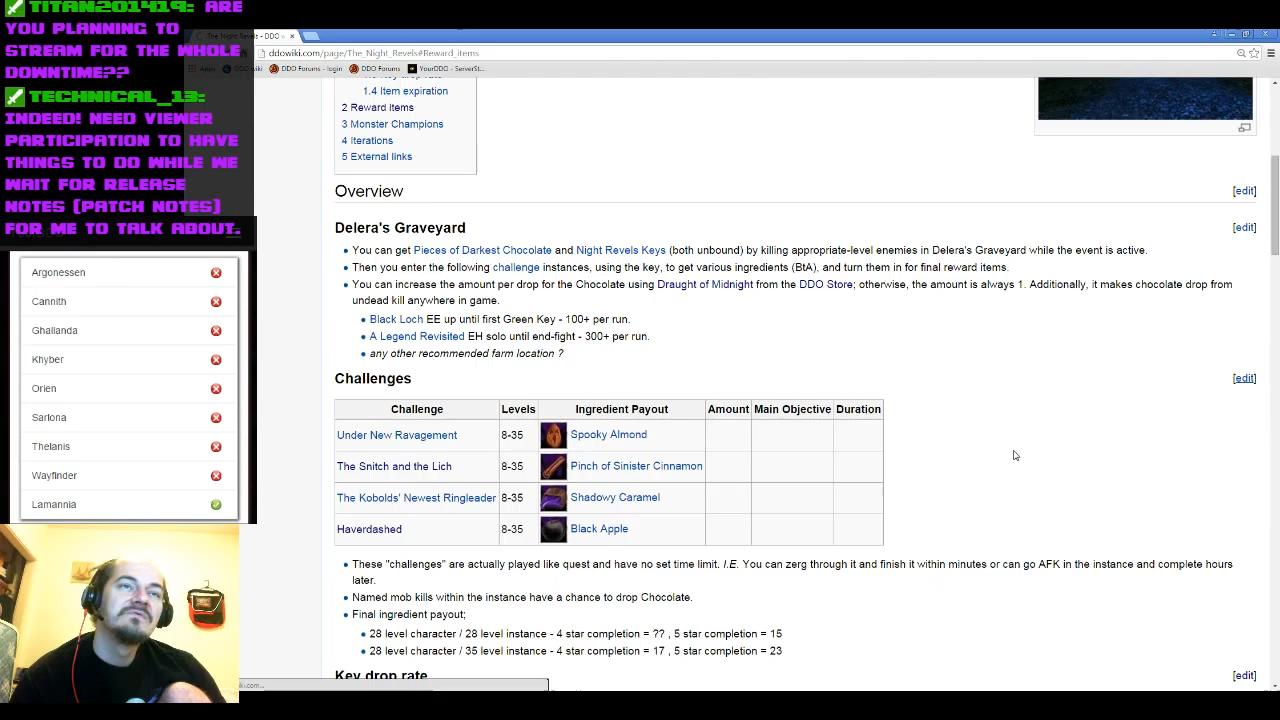 TITAN201419: ARE
YOU PLANNING TO
STREAM FOR THE WHOLE
DOWNTIME??
TECHNICAL_13:
INDEED! NEED VIEWER
PARTICIPATION TO HAVE
THINGS TO DO WHILE WE
WAIT FOR RELEASE
NOTES (PATCH NOTES)
FOR ME TO TALK ABOUT.
Argonessen
Cannith
Ghallanda
Khyber
Orien
Sarlona
Thelanis
Wayfinder
Lamannia
The Night Revels - DDO w
ddowiki.com/page/The_Night_Revels#Reward_items
Apps
DDO wiki
DDO Forums - login
DDO Forums
YourDDO - ServerSt...
1.4 Item expiration
2 Reward items
3 Monster Champions
4 Iterations
5 External links
Overview [edit]
Delera's Graveyard [edit]
You can get Pieces of Darkest Chocolate and Night Revels Keys (both unbound) by killing appropriate-level enemies in Delera's Graveyard while the event is active.
Then you enter the following challenge instances, using the key, to get various ingredients (BtA), and turn them in for final reward items.
You can increase the amount per drop for the Chocolate using Draught of Midnight from the DDO Store; otherwise, the amount is always 1. Additionally, it makes chocolate drop from
undead kill anywhere in game.
Black Loch EE up until first Green Key - 100+ per run.
A Legend Revisited EH solo until end-fight - 300+ per run.
any other recommended farm location ?
Challenges [edit]
Challenge Levels Ingredient Payout Amount Main Objective Duration
Under New Ravagement 8-35 Spooky Almond
The Snitch and the Lich 8-35 Pinch of Sinister Cinnamon
The Kobolds' Newest Ringleader 8-35 Shadowy Caramel
Haverdashed 8-35 Black Apple
These "challenges" are actually played like quest and have no set time limit. I.E. You can zerg through it and finish it within minutes or can go AFK in the instance and complete hours
later.
Named mob kills within the instance have a chance to drop Chocolate.
Final ingredient payout;
28 level character / 28 level instance - 4 star completion = ?? , 5 star completion = 15
28 level character / 35 level instance - 4 star completion = 17 , 5 star completion = 23
Key drop rate [edit]